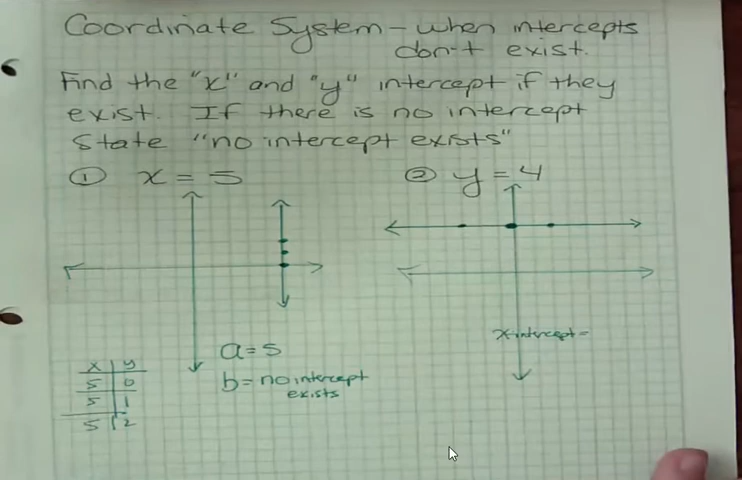 Coordinate System - when intercepts
don't exist.
Find the "x" and "y" intercept if they
exist. If there is no intercept
state "no intercept exists"
① x = 5
② y = 4
x-intercept =
a = 5
b = no intercept
exists
x y
5 0
5 1
5 2